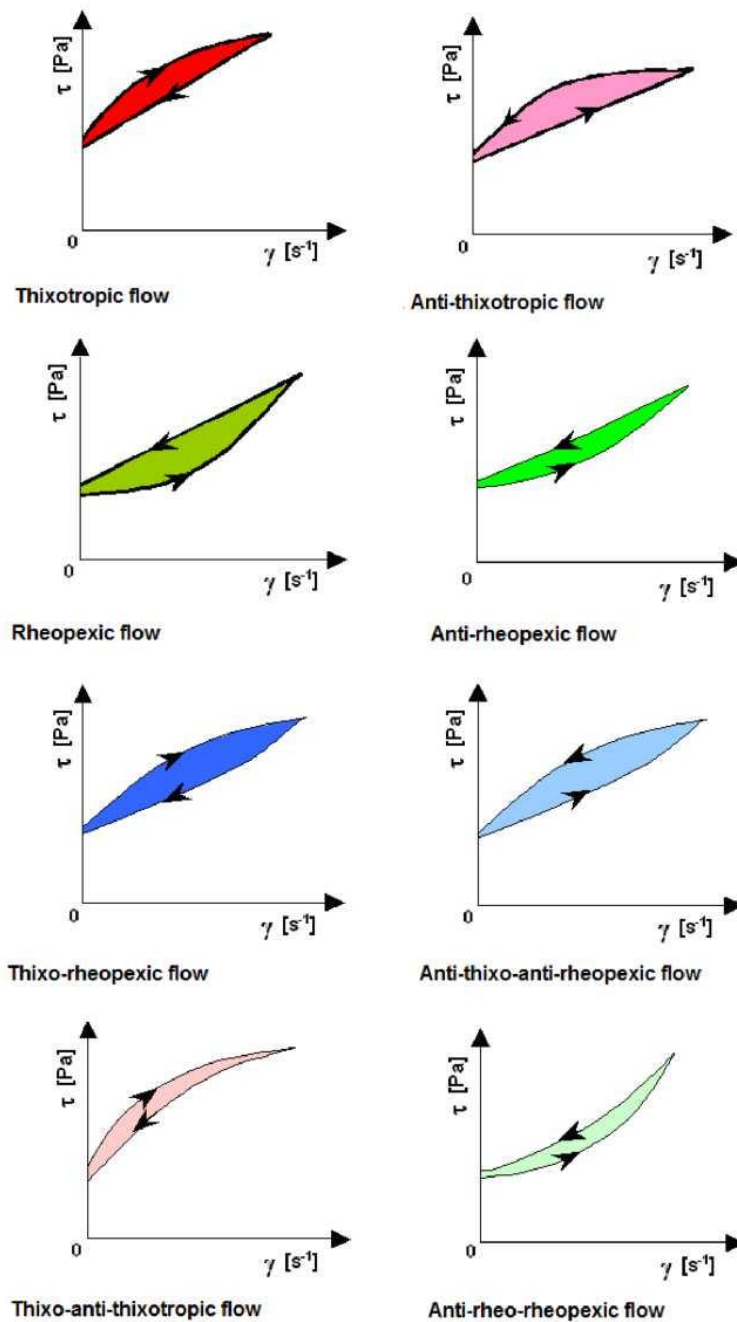 τ [Pa]
τ [Pa]
0
γ [s⁻¹]
0
γ [s⁻¹]
Thixotropic flow
Anti-thixotropic flow
τ [Pa]
τ [Pa]
0
γ [s⁻¹]
0
γ [s⁻¹]
Rheopexic flow
Anti-rheopexic flow
τ [Pa]
τ [Pa]
0
γ [s⁻¹]
0
γ [s⁻¹]
Thixo-rheopexic flow
Anti-thixo-anti-rheopexic flow
τ [Pa]
τ [Pa]
0
γ [s⁻¹]
0
γ [s⁻¹]
Thixo-anti-thixotropic flow
Anti-rheo-rheopexic flow